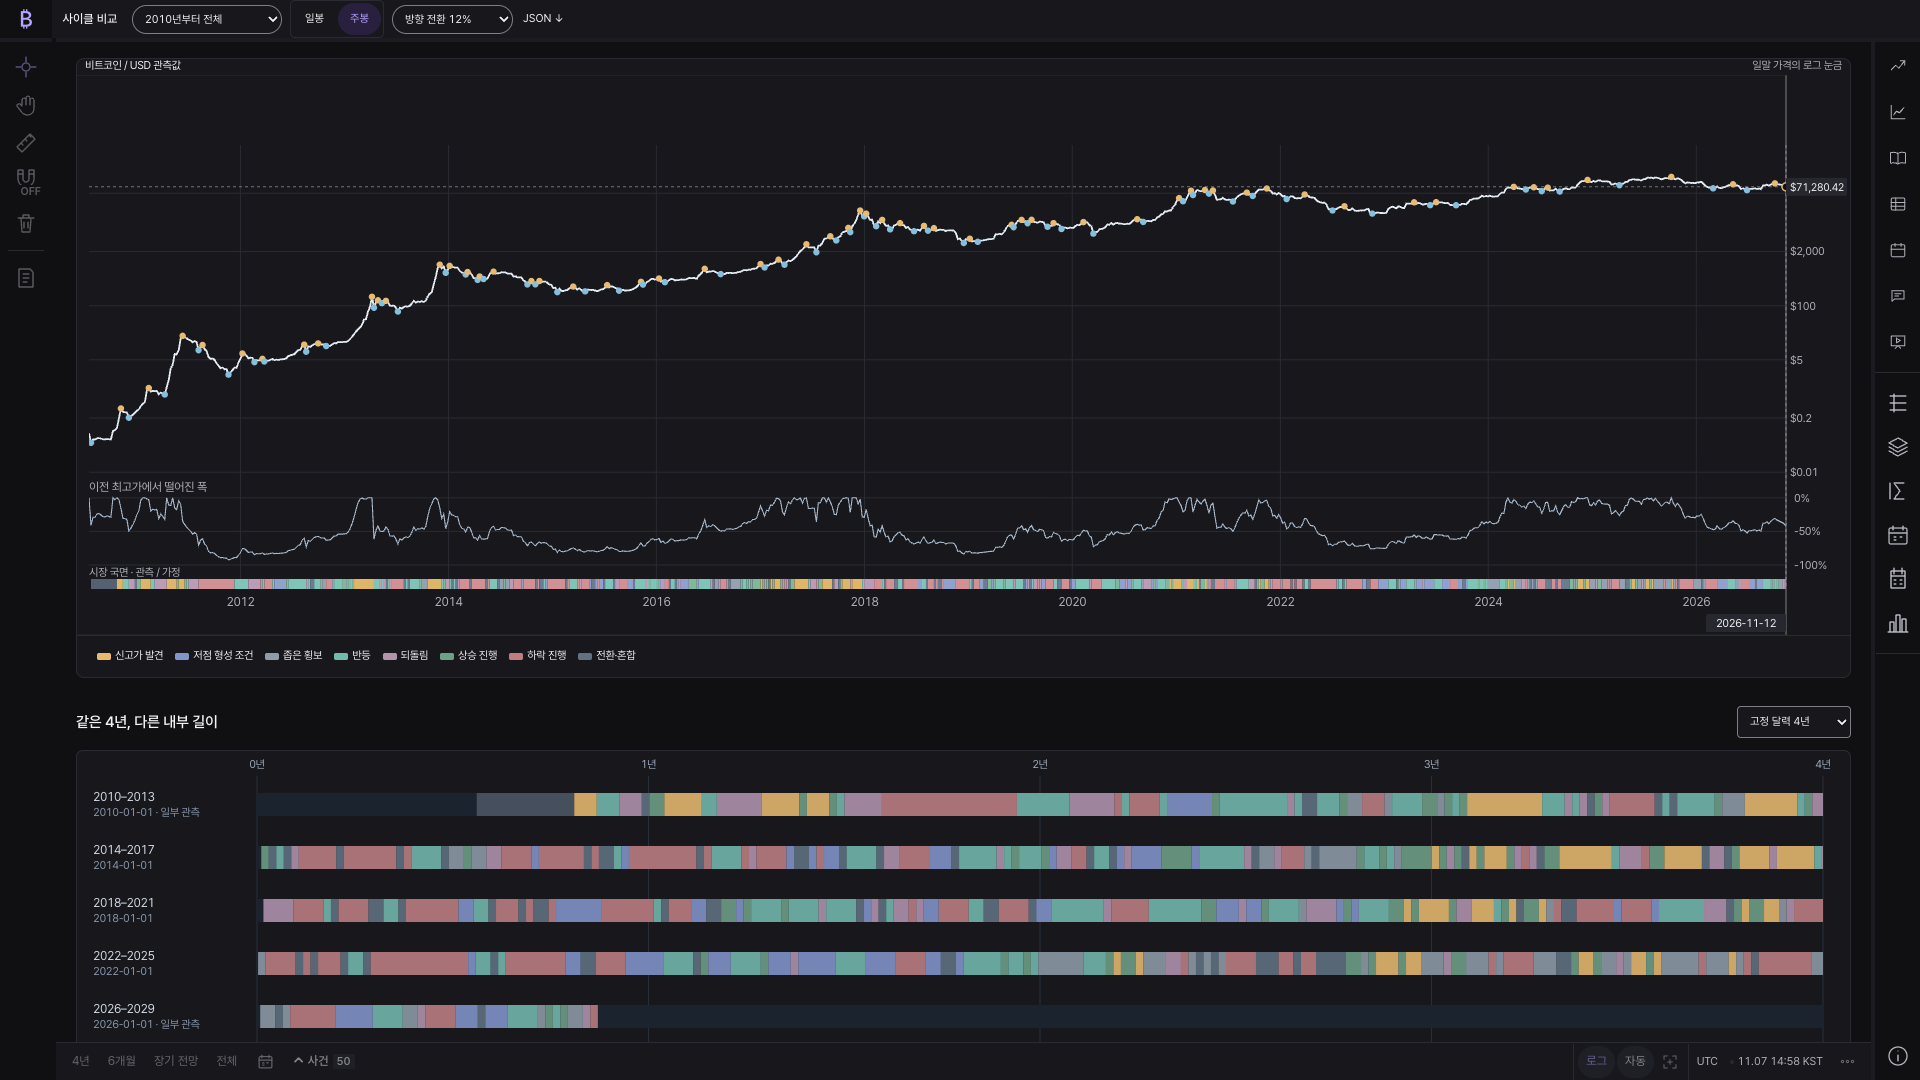 사이클 비교
2010년부터 전체
일봉
주봉
방향 전환 12%
JSON ↓
OFF
비트코인 / USD 관측값
일말 가격의 로그 눈금
$71,280.42
$2,000
$100
$5
$0.2
$0.01
이전 최고가에서 떨어진 폭
0%
-50%
-100%
시장 국면 · 관측 / 가정
2012
2014
2016
2018
2020
2022
2024
2026
2026-11-12
신고가 발견
저점 형성 조건
좁은 횡보
반등
되돌림
상승 진행
하락 진행
전환·혼합
같은 4년, 다른 내부 길이
고정 달력 4년
0년
1년
2년
3년
4년
2010–2013
2010-01-01 · 일부 관측
2014–2017
2014-01-01
2018–2021
2018-01-01
2022–2025
2022-01-01
2026–2029
2026-01-01 · 일부 관측
4년
6개월
장기 전망
전체
사건 50
로그
자동
UTC
11.07 14:58 KST